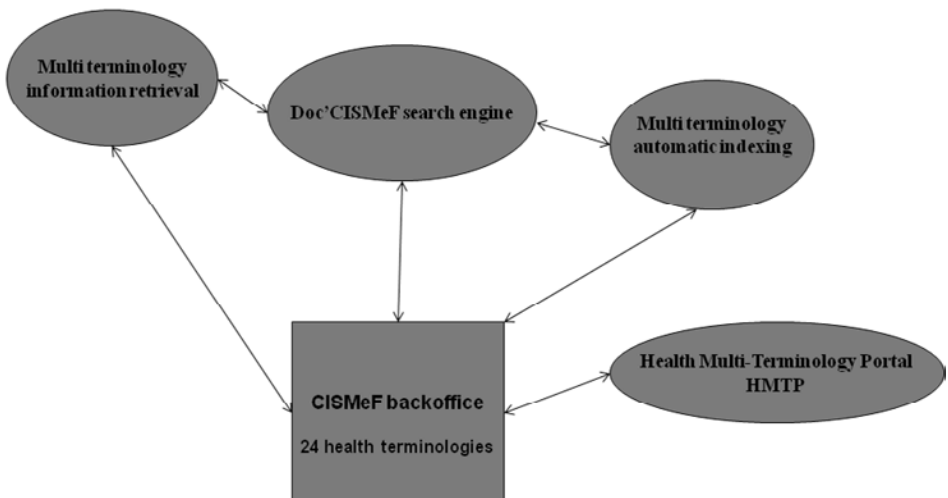 Multi terminology
information retrieval
Doc'CISMeF search engine
Multi terminology
automatic indexing
CISMeF backoffice
24 health terminologies
Health Multi-Terminology Portal
HMTP